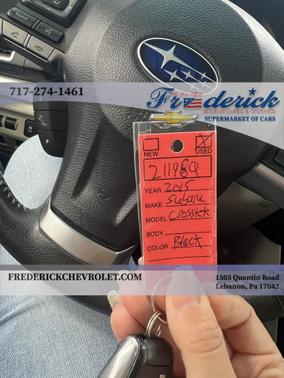 717-274-1461
Frederick
SUPERMARKET OF CARS
NEW
USED
21198Q
YEAR 2015
MAKE Subaru
MODEL Crosstrek
BODY
COLOR Black
FREDERICKCHEVROLET.COM
1505 Quentin Road
Lebanon, Pa 17042